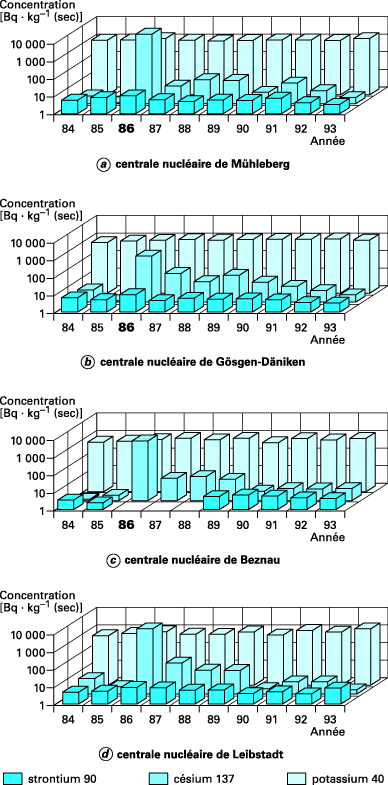 Concentration
[Bq · kg⁻¹ (sec)]
10 000
1 000
100
10
1
84 85 86 87 88 89 90 91 92 93
Année
a centrale nucléaire de Mühleberg
Concentration
[Bq · kg⁻¹ (sec)]
10 000
1 000
100
10
1
84 85 86 87 88 89 90 91 92 93
Année
b centrale nucléaire de Gösgen-Däniken
Concentration
[Bq · kg⁻¹ (sec)]
10 000
1 000
100
10
1
84 85 86 87 88 89 90 91 92 93
Année
c centrale nucléaire de Beznau
Concentration
[Bq · kg⁻¹ (sec)]
10 000
1 000
100
10
1
84 85 86 87 88 89 90 91 92 93
Année
d centrale nucléaire de Leibstadt
strontium 90 césium 137 potassium 40